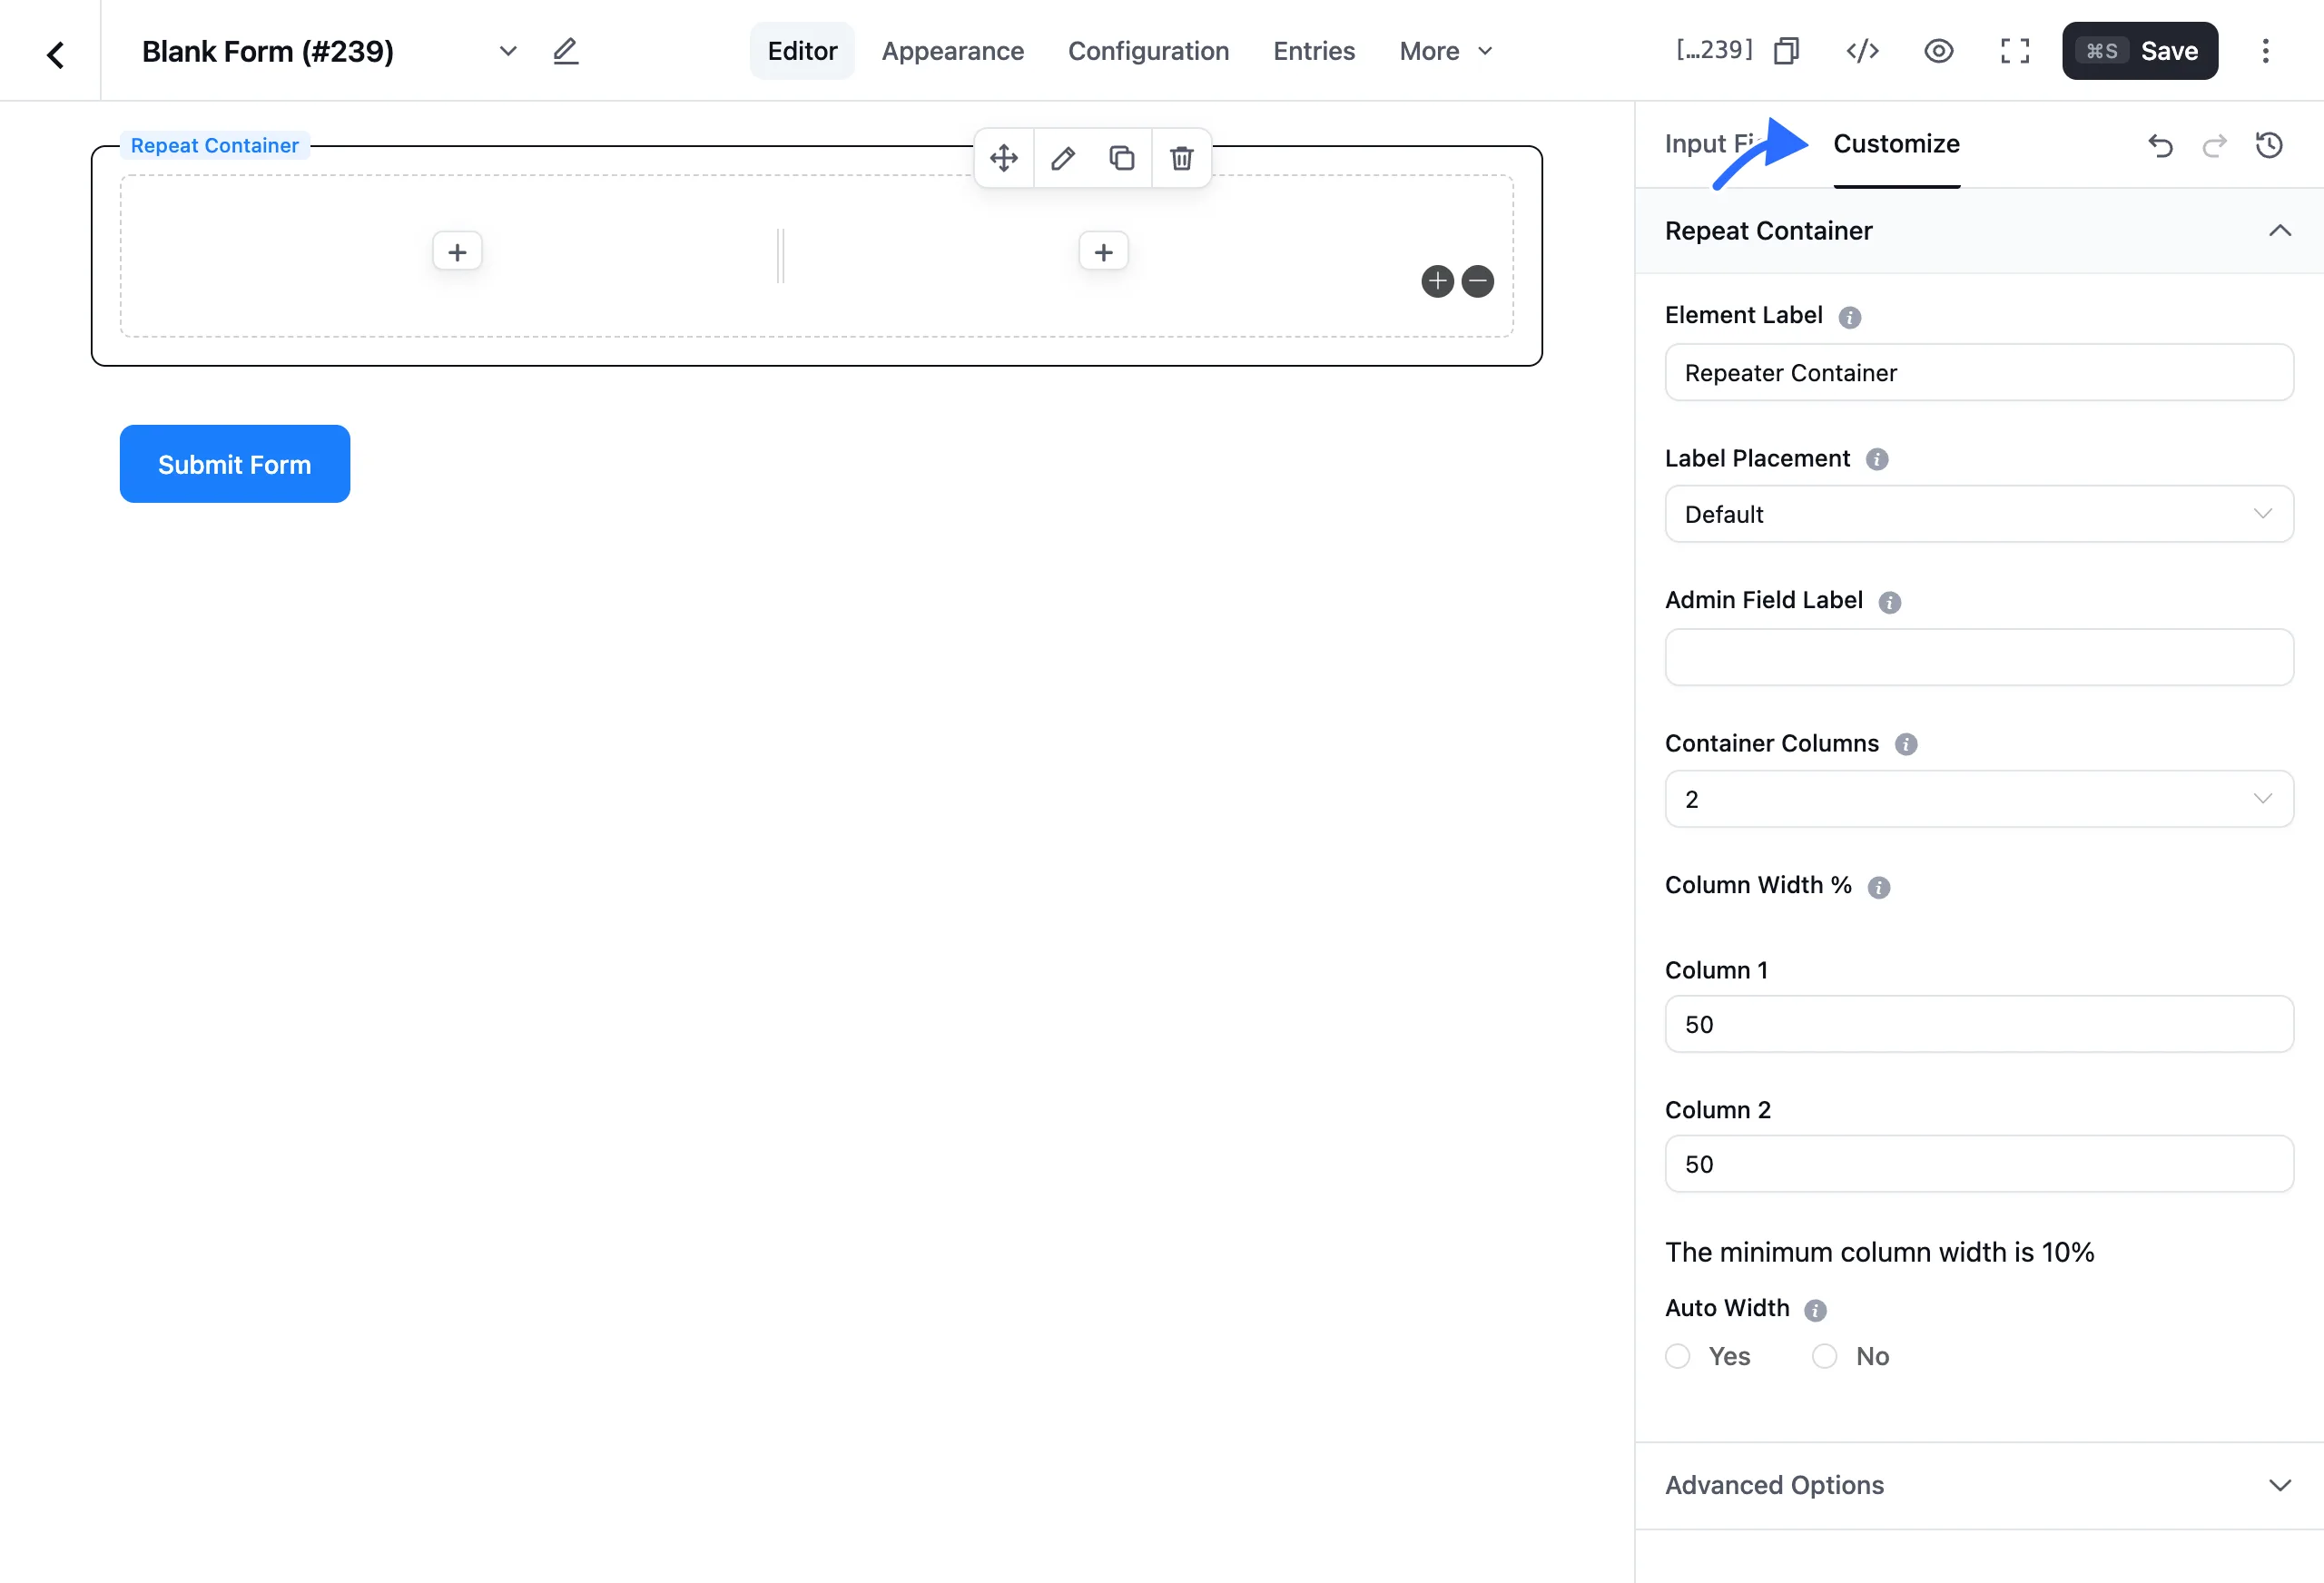 Blank Form (#239)
Editor
Appearance
Configuration
Entries
More
[...239]
⌘S Save
Repeat Container
Submit Form
Input
Customize
Repeat Container
Element Label
Repeater Container
Label Placement
Default
Admin Field Label
Container Columns
2
Column Width %
Column 1
50
Column 2
50
The minimum column width is 10%
Auto Width
Yes
No
Advanced Options